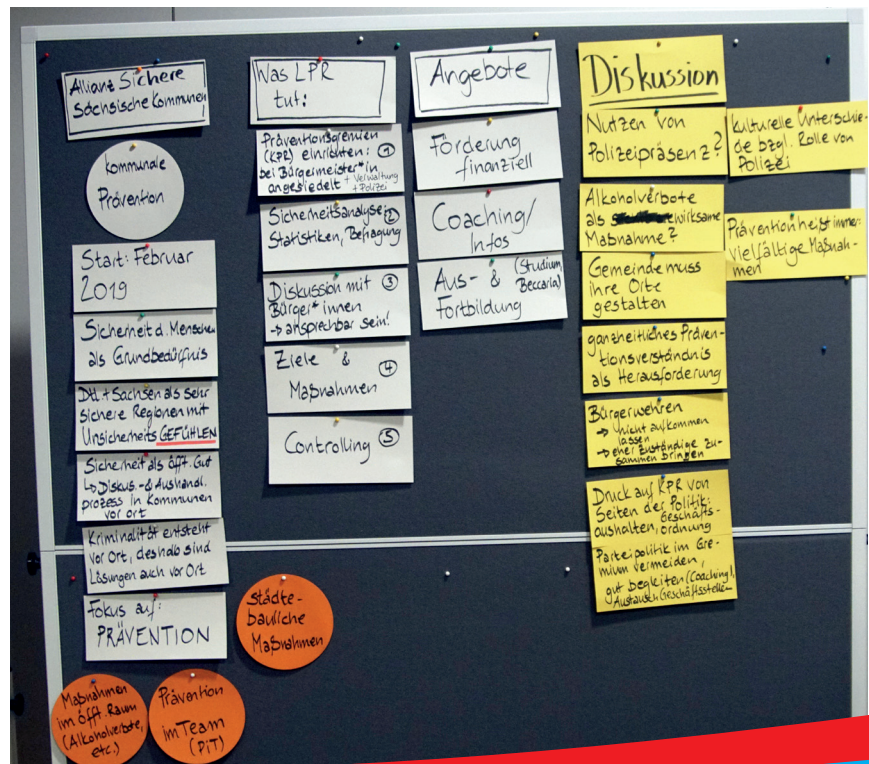 Allianz Sichere
Sächsische Kommunen!
kommunale
Prävention
Start: Februar
2019
Sicherheit d. Menschen
als Grundbedürfnis
Dtl. + Sachsen als sehr
sichere Regionen mit
Unsicherheits GEFÜHLEN
Sicherheit als öfftl. Gut
↳ Diskus.- & Aushandl.
prozess in Kommunen
vor ort
Kriminalität entsteht
vor Ort, deshalb sind
Lösungen auch vor Ort
Fokus auf:
PRÄVENTION
Maßnahmen
im öfftl. Raum
(Alkoholverbote,
etc.)
Prävention
im Team
(PiT)
Städte-
bauliche
Maßnahmen
Was LPR
tut:
Präventionsgremien
(KPR) einrichten: ①
bei Bürgermeister*in
angesiedelt + Verwaltung
+ Polizei
Sicherheitsanalyse: ②
Statistiken, Befragung
Diskussion mit ③
Bürger*innen
→ ansprechbar sein!
Ziele & ④
Maßnahmen
Controlling ⑤
Angebote
Förderung
finanziell
Coaching/
Infos
Aus- & (Studium,
Fortbildung Beccaria)
Diskussion
Nutzen von
Polizeipräsenz?
Alkoholverbote
als wirksame
Maßnahme?
Gemeinde muss
ihre Orte
gestalten
ganzheitliches Präven-
tionsverständnis
als Herausforderung
Bürgerwehren
→ nicht aufkommen
lassen
→ eher zuständige zu-
sammen bringen
Druck auf KPR von
Seiten der Politik:
aushalten, Geschäfts-
ordnung
Parteipolitik im Gre-
mium vermeiden,
gut begleiten (Coaching),
Austausch Geschäftsstelle
kulturelle Unterschie-
de bzgl. Rolle von
Polizei
Prävention heißt immer:
vielfältige Maßnah-
men